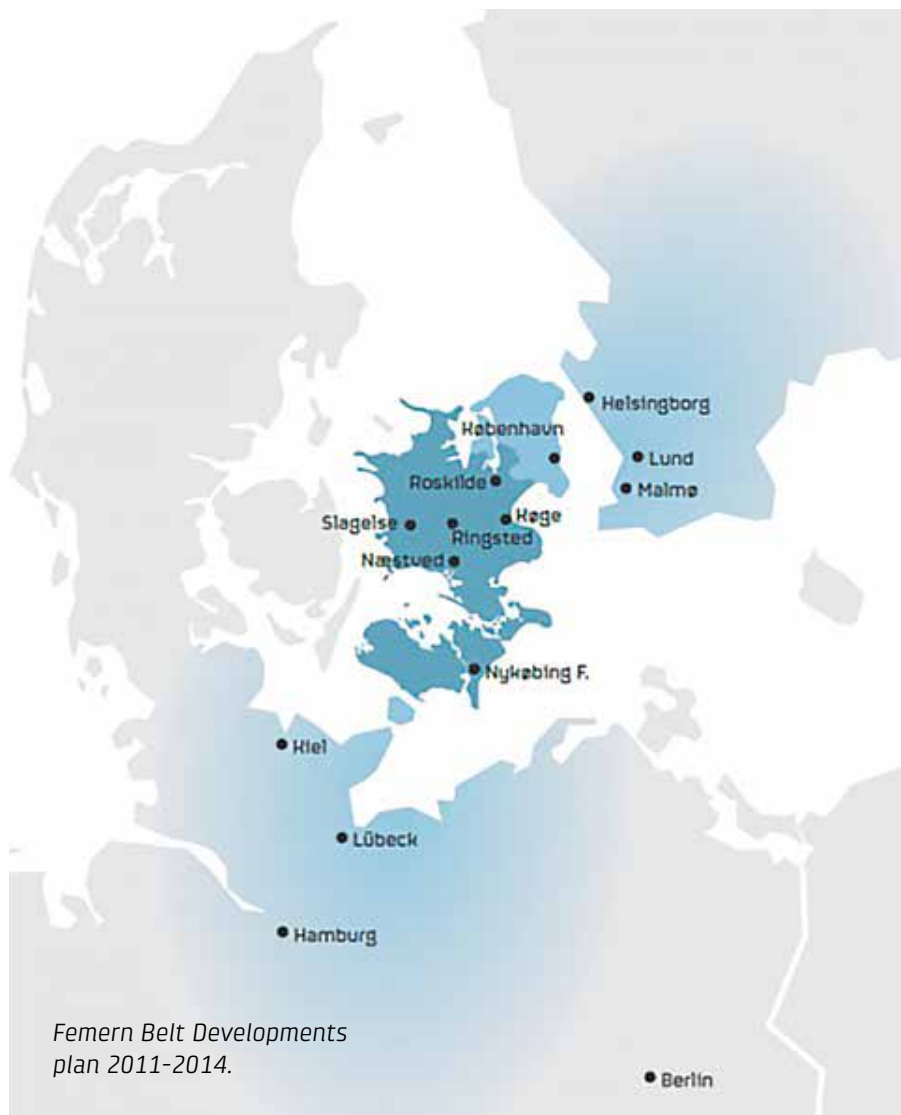 Helsingborg
København
Lund
Roskilde
Malmø
Slagelse
Køge
Ringsted
Næstved
Nykøbing F.
Kiel
Lübeck
Hamburg
Femern Belt Developments
plan 2011-2014.
Berlin